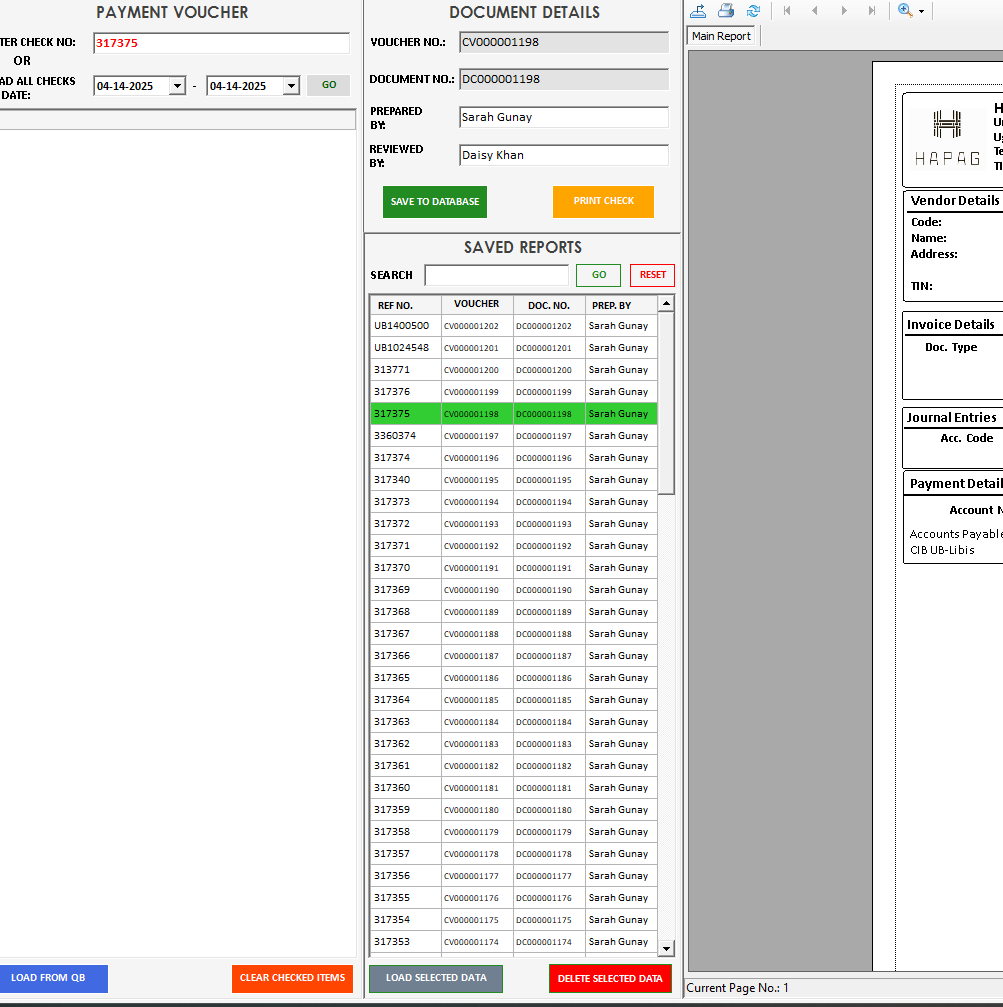 PAYMENT VOUCHER
TER CHECK NO:
317375
OR
AD ALL CHECKS
DATE:
04-14-2025
-
04-14-2025
GO
LOAD FROM QB
CLEAR CHECKED ITEMS
DOCUMENT DETAILS
VOUCHER NO.: CV000001198
DOCUMENT NO.: DC000001198
PREPARED
BY:
Sarah Gunay
REVIEWED
BY:
Daisy Khan
SAVE TO DATABASE
PRINT CHECK
SAVED REPORTS
SEARCH
GO
RESET
REF NO. VOUCHER DOC. NO. PREP. BY
UB1400500 CV000001202 DC000001202 Sarah Gunay
UB1024548 CV000001201 DC000001201 Sarah Gunay
313771 CV000001200 DC000001200 Sarah Gunay
317376 CV000001199 DC000001199 Sarah Gunay
317375 CV000001198 DC000001198 Sarah Gunay
3360374 CV000001197 DC000001197 Sarah Gunay
317374 CV000001196 DC000001196 Sarah Gunay
317340 CV000001195 DC000001195 Sarah Gunay
317373 CV000001194 DC000001194 Sarah Gunay
317372 CV000001193 DC000001193 Sarah Gunay
317371 CV000001192 DC000001192 Sarah Gunay
317370 CV000001191 DC000001191 Sarah Gunay
317369 CV000001190 DC000001190 Sarah Gunay
317368 CV000001189 DC000001189 Sarah Gunay
317367 CV000001188 DC000001188 Sarah Gunay
317366 CV000001187 DC000001187 Sarah Gunay
317365 CV000001186 DC000001186 Sarah Gunay
317364 CV000001185 DC000001185 Sarah Gunay
317363 CV000001184 DC000001184 Sarah Gunay
317362 CV000001183 DC000001183 Sarah Gunay
317361 CV000001182 DC000001182 Sarah Gunay
317360 CV000001181 DC000001181 Sarah Gunay
317359 CV000001180 DC000001180 Sarah Gunay
317358 CV000001179 DC000001179 Sarah Gunay
317357 CV000001178 DC000001178 Sarah Gunay
317356 CV000001177 DC000001177 Sarah Gunay
317355 CV000001176 DC000001176 Sarah Gunay
317354 CV000001175 DC000001175 Sarah Gunay
317353 CV000001174 DC000001174 Sarah Gunay
LOAD SELECTED DATA
DELETE SELECTED DATA
Main Report
HAPAG
H
U
U
Te
TI
Vendor Details
Code:
Name:
Address:
TIN:
Invoice Details
Doc. Type
Journal Entries
Acc. Code
Payment Detail
Account N
Accounts Payable
CIB UB-Libis
Current Page No.: 1